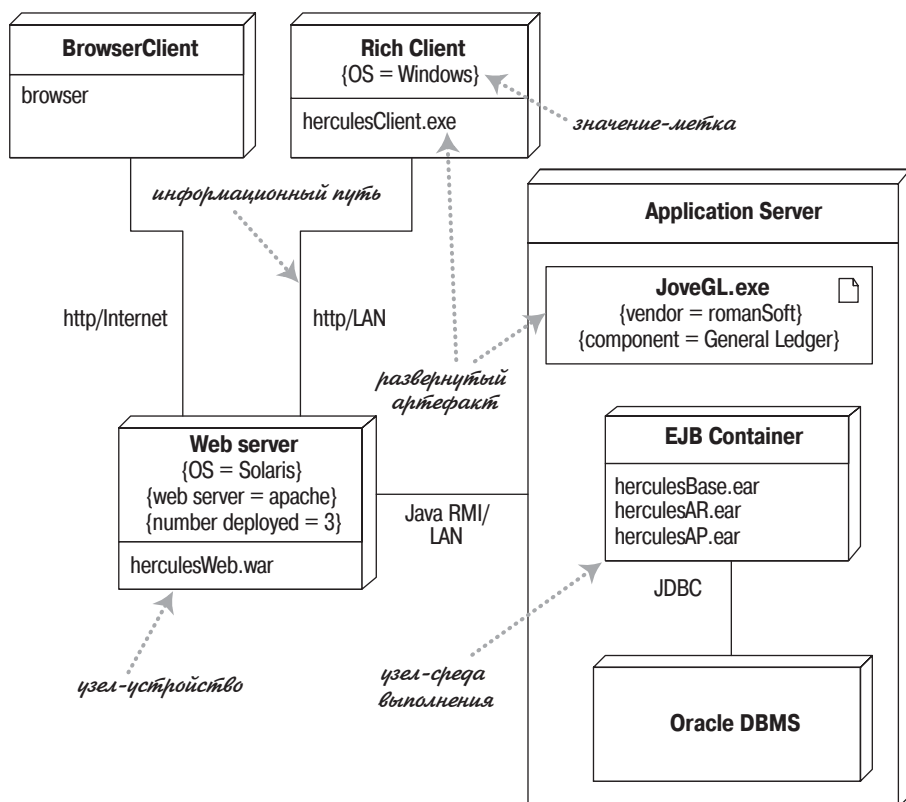 BrowserClient
browser
Rich Client
{OS = Windows}
herculesClient.exe
значение-метка
информационный путь
http/Internet
http/LAN
развернутый
артефакт
Application Server
JoveGL.exe
{vendor = romanSoft}
{component = General Ledger}
Web server
{OS = Solaris}
{web server = apache}
{number deployed = 3}
herculesWeb.war
Java RMI/
LAN
EJB Container
herculesBase.ear
herculesAR.ear
herculesAP.ear
JDBC
узел-устройство
узел-среда
выполнения
Oracle DBMS